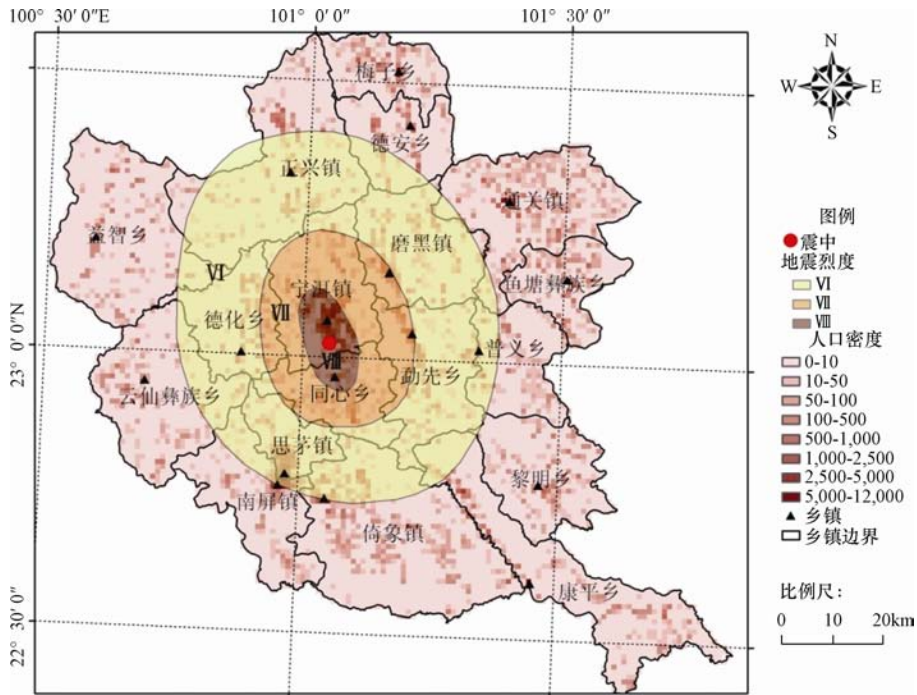 100° 30′ 0″E
101° 0′ 0″
101° 30′ 0″
N
W
E
S
梅子乡
德安乡
正兴镇
通关镇
益智乡
磨黑镇
Ⅵ
鱼塘彝族乡
宁洱镇
Ⅶ
德化乡
23° 0′ 0″N
普义乡
Ⅷ
勐先乡
云仙彝族乡
同心乡
思茅镇
黎明乡
南屏镇
倚象镇
康平乡
22° 30′ 0″
图例
震中
地震烈度
Ⅵ
Ⅶ
Ⅷ
人口密度
0-10
10-50
50-100
100-500
500-1,000
1,000-2,500
2,500-5,000
5,000-12,000
乡镇
乡镇边界
比例尺：
0 10 20km